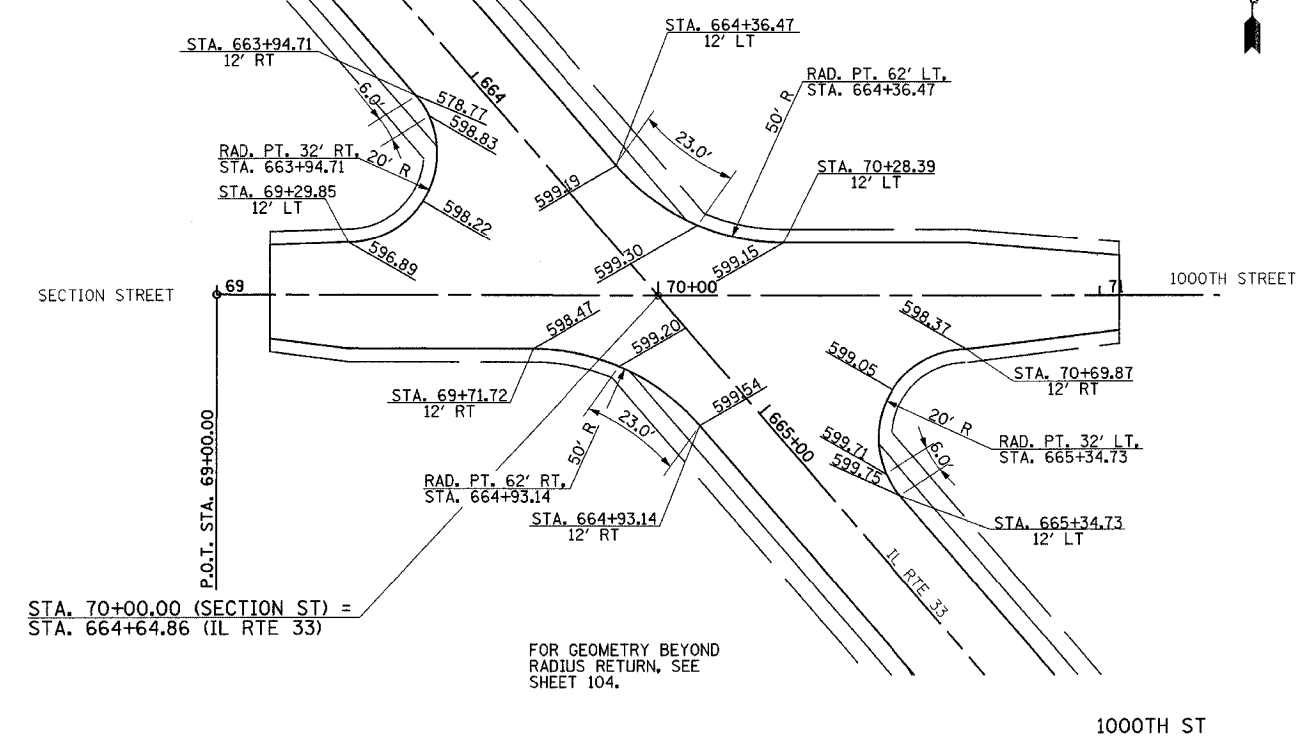 STA. 664+36.47
12' LT
STA. 663+94.71
12' RT
664
RAD. PT. 62' LT,
STA. 664+36.47
6.0'
578.77
598.83
50' R
23.0'
RAD. PT. 32' RT,
STA. 663+94.71
20' R
STA. 70+28.39
12' LT
599.19
STA. 69+29.85
12' LT
598.22
596.89
599.30
599.15
SECTION STREET
69
70+00
71
1000TH STREET
598.47
599.20
598.37
599.05
STA. 70+69.87
12' RT
STA. 69+71.72
12' RT
599.54
23.0'
665+00
20' R
50' R
599.71
599.75
6.0'
RAD. PT. 32' LT,
STA. 665+34.73
P.O.T. STA. 69+00.00
RAD. PT. 62' RT,
STA. 664+93.14
STA. 664+93.14
12' RT
STA. 665+34.73
12' LT
IL RTE 33
STA. 70+00.00 (SECTION ST) =
STA. 664+64.86 (IL RTE 33)
FOR GEOMETRY BEYOND
RADIUS RETURN, SEE
SHEET 104.
1000TH ST